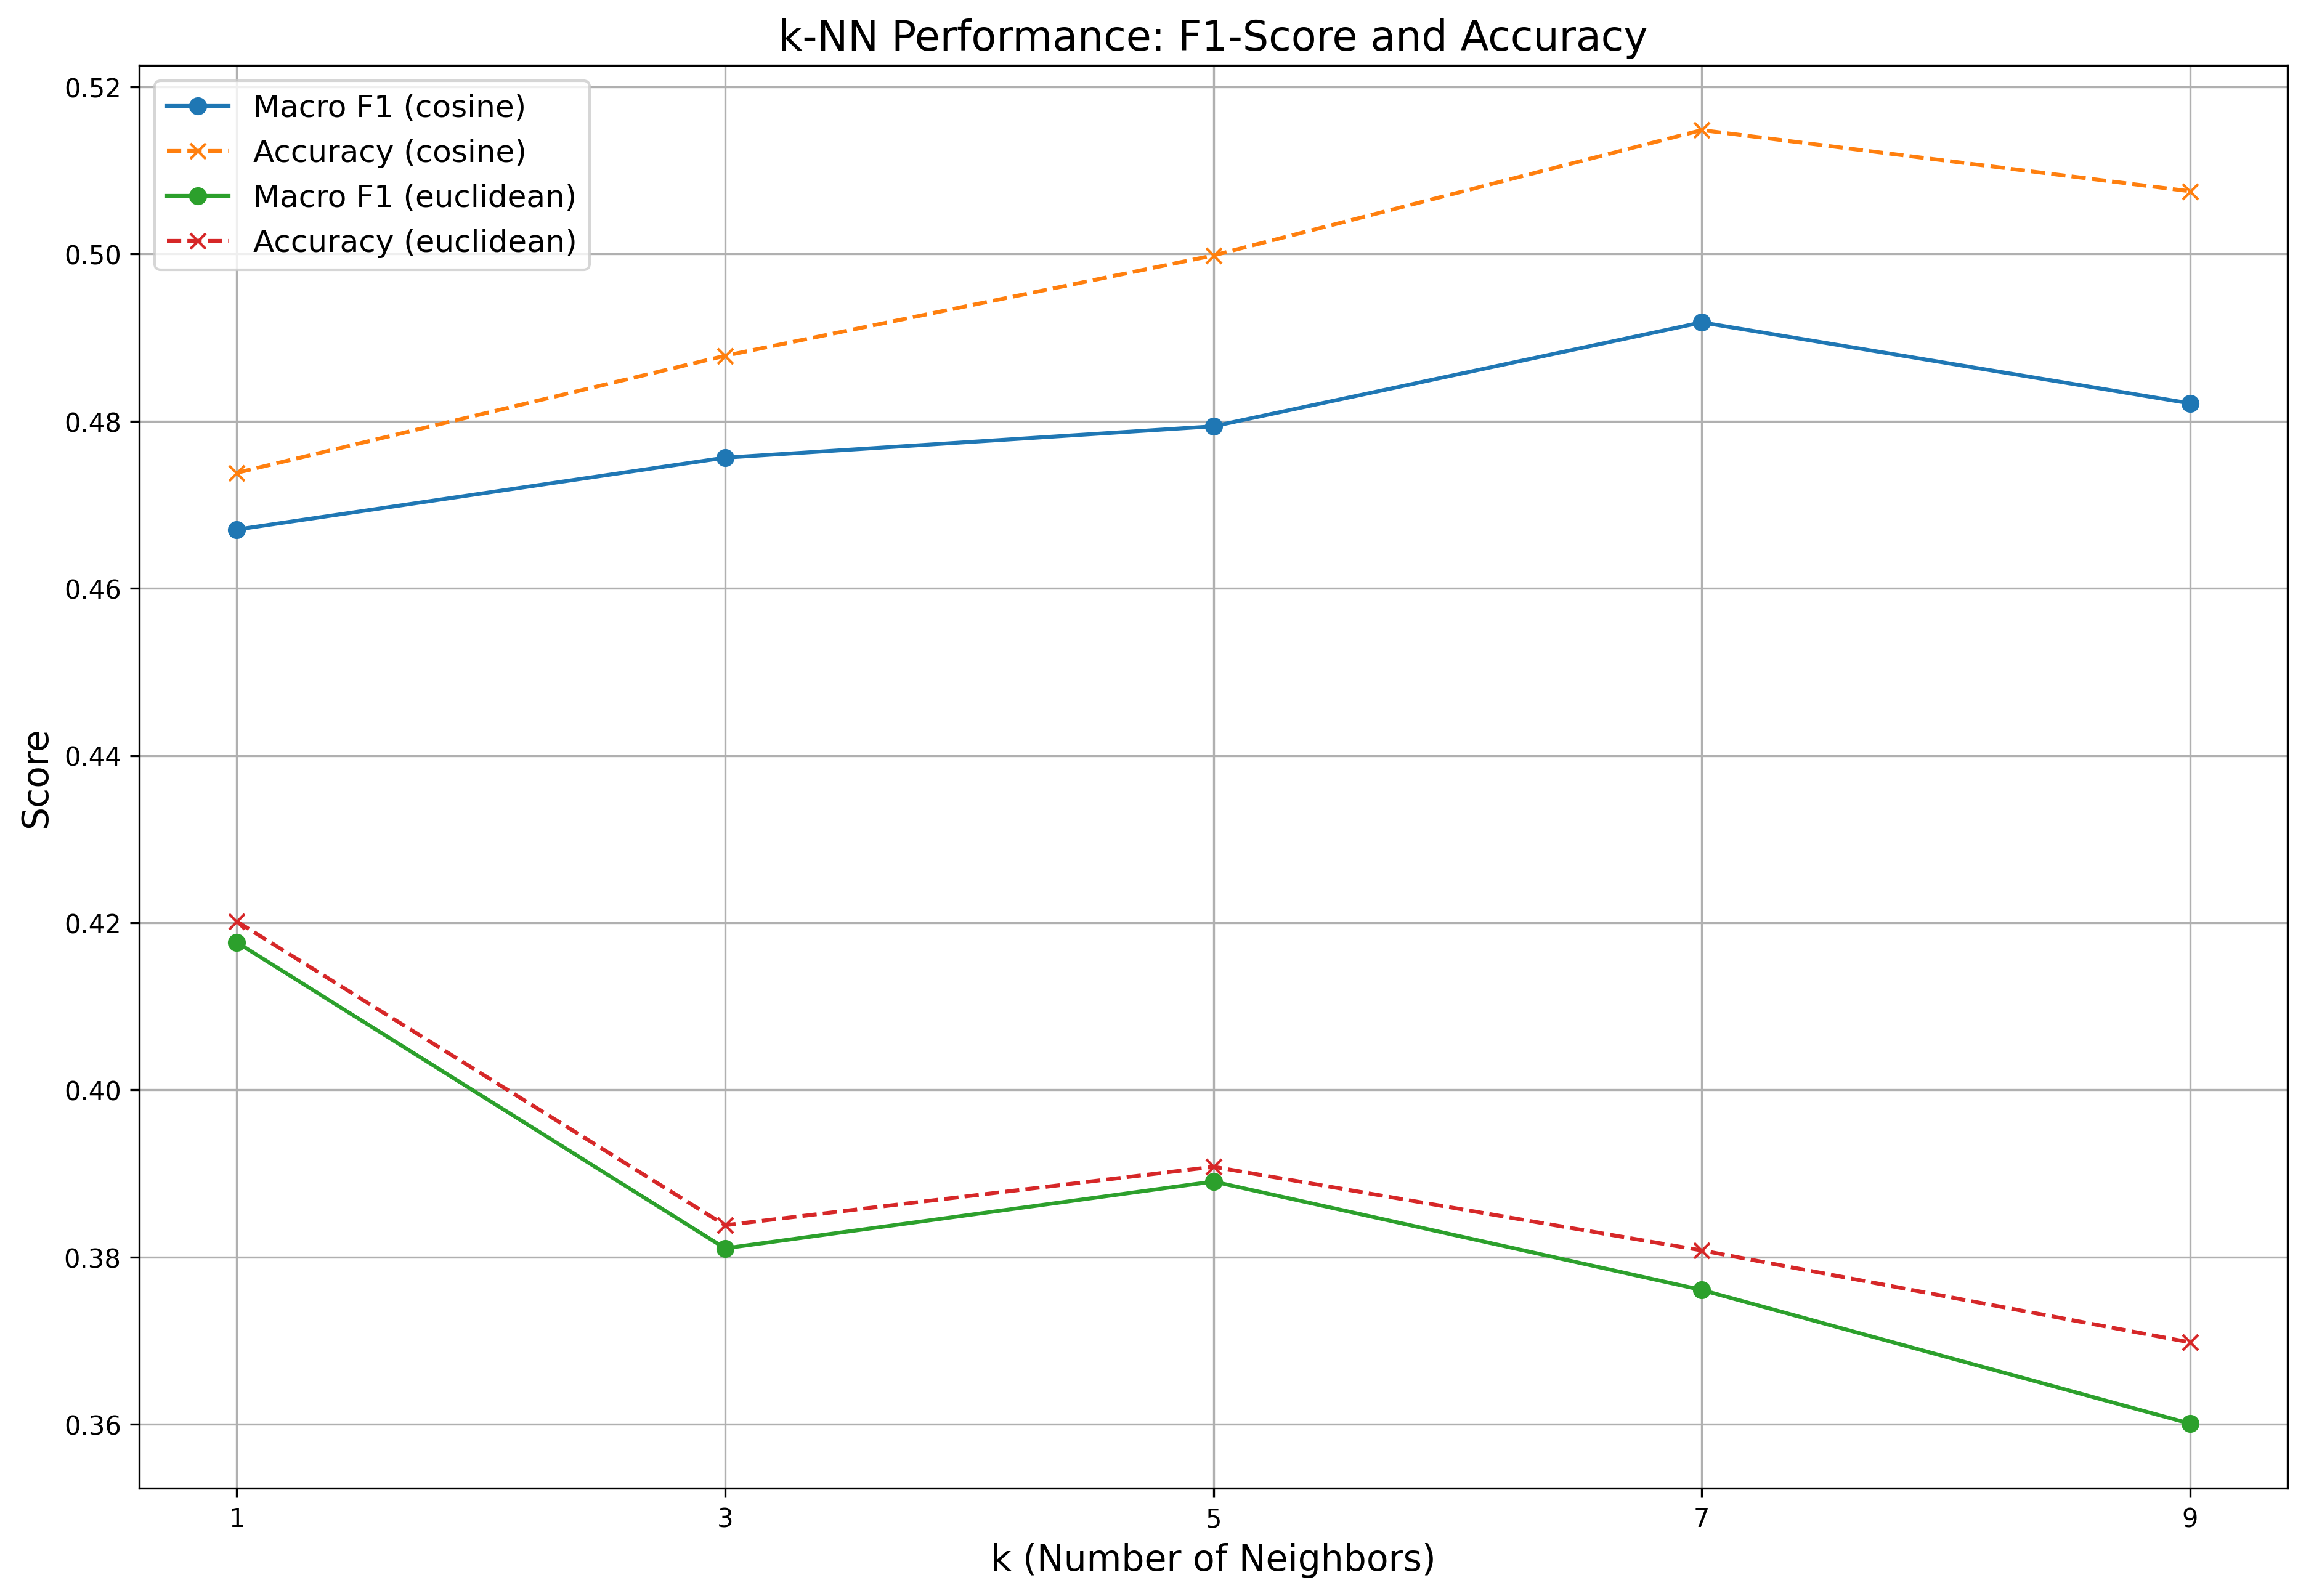 k-NN Performance: F1-Score and Accuracy
Macro F1 (cosine)
Accuracy (cosine)
Macro F1 (euclidean)
Accuracy (euclidean)
0.52
0.50
0.48
0.46
0.44
0.42
0.40
0.38
0.36
Score
1 3 5 7 9
k (Number of Neighbors)